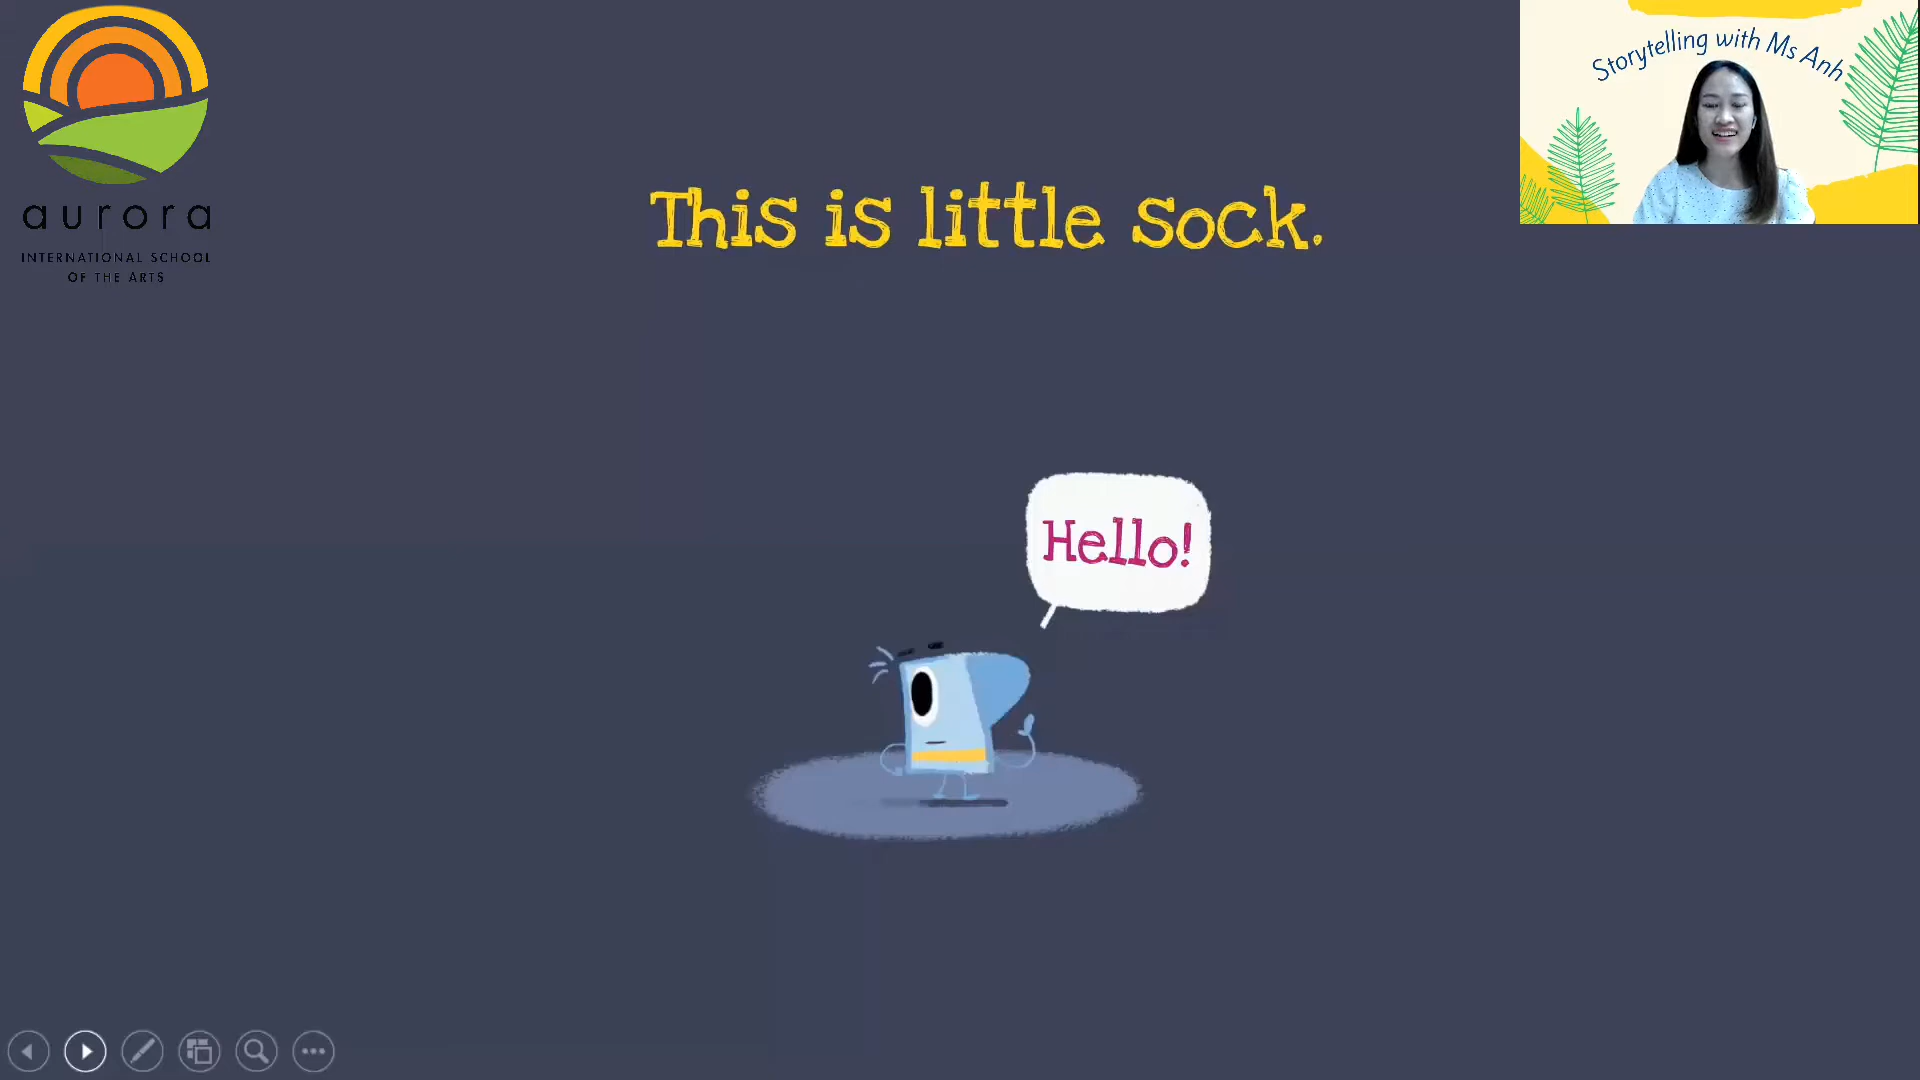 aurora
INTERNATIONAL SCHOOL
OF THE ARTS
Storytelling with Ms Anh
This is little sock.
Hello!